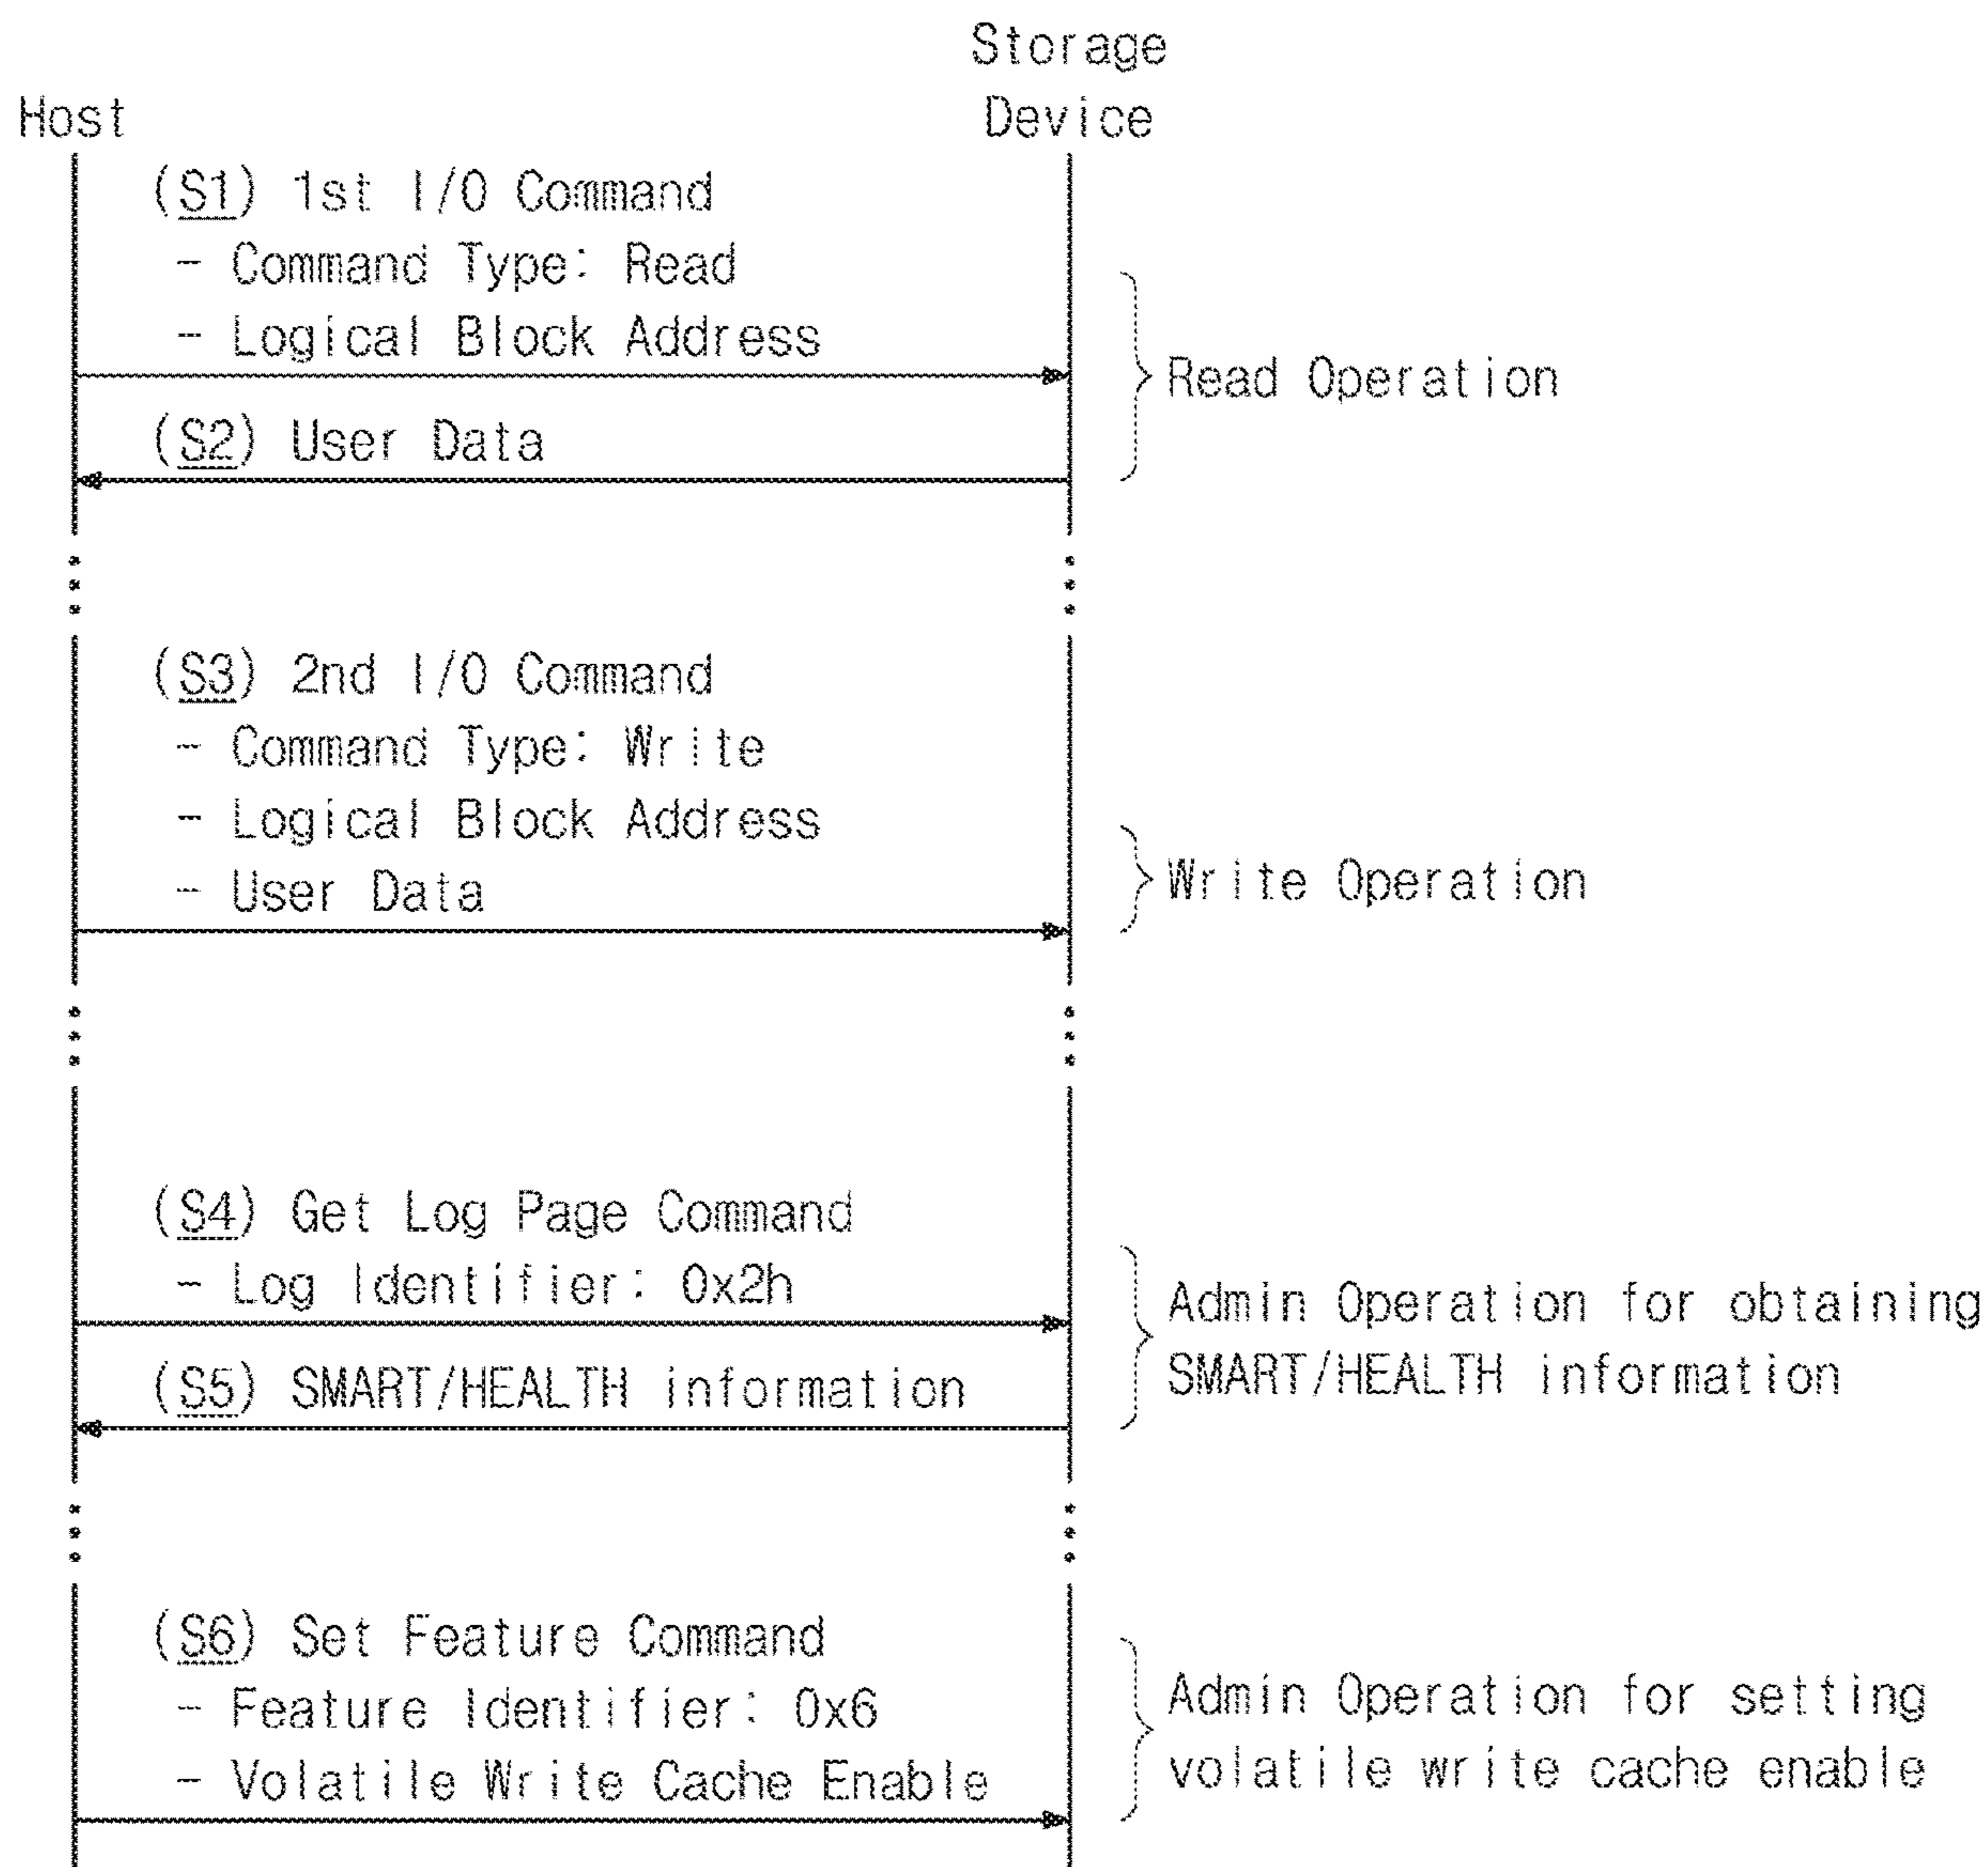 Storage
Host
Device
(S1) 1st I/O Command
- Command Type: Read
- Logical Block Address
Read Operation
(S2) User Data
(S3) 2nd I/O Command
- Command Type: Write
- Logical Block Address
- User Data
Write Operation
(S4) Get Log Page Command
- Log Identifier: 0x2h
Admin Operation for obtaining
SMART/HEALTH information
(S5) SMART/HEALTH information
(S6) Set Feature Command
- Feature Identifier: 0x6
- Volatile Write Cache Enable
Admin Operation for setting
volatile write cache enable